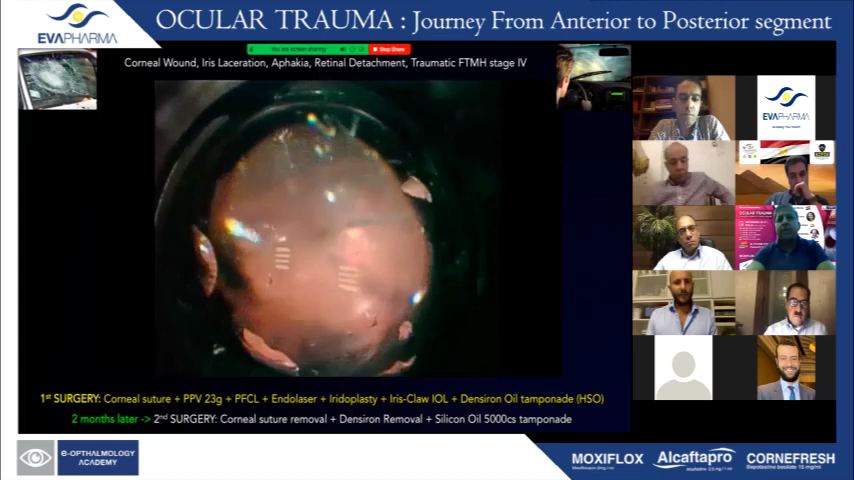 OCULAR TRAUMA : Journey From Anterior to Posterior segment
EVAPHARMA
You are screen sharing
Stop Share
Corneal Wound, Iris Laceration, Aphakia, Retinal Detachment, Traumatic FTMH stage IV
EVAPHARMA
OCULAR TRAUMA
1st SURGERY: Corneal suture + PPV 23g + PFCL + Endolaser + Iridoplasty + Iris-Claw IOL + Densiron Oil tamponade (HSO)
2 months later -> 2nd SURGERY: Corneal suture removal + Densiron Removal + Silicon Oil 5000cs tamponade
e-OPTHALMOLOGY
ACADEMY
MOXIFLOX
Alcaftapro
CORNEFRESH